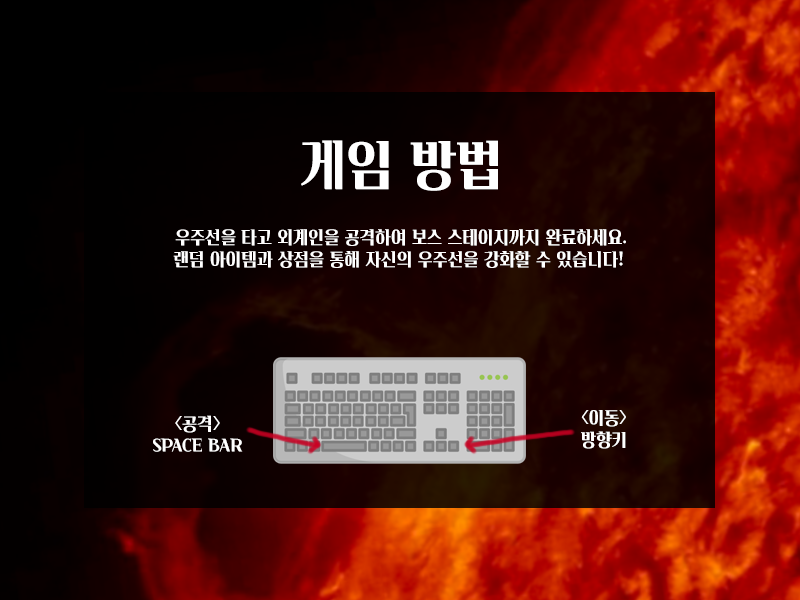 게임 방법
우주선을 타고 외계인을 공격하여 보스 스테이지까지 완료하세요.
랜덤 아이템과 상점을 통해 자신의 우주선을 강화할 수 있습니다!
<공격>
SPACE BAR
<이동>
방향키